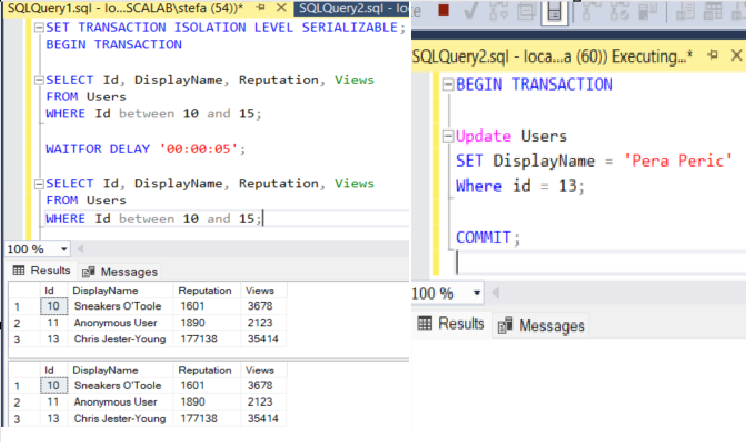 SQLQuery1.sql - lo...SCALAB\stefa (54))*
SQLQuery2.sql - lo
SET TRANSACTION ISOLATION LEVEL SERIALIZABLE;
BEGIN TRANSACTION
SELECT Id, DisplayName, Reputation, Views
FROM Users
WHERE Id between 10 and 15;
WAITFOR DELAY '00:00:05';
SELECT Id, DisplayName, Reputation, Views
FROM Users
WHERE Id between 10 and 15;
100 %
Results Messages
Id DisplayName Reputation Views
1 10 Sneakers O'Toole 1601 3678
2 11 Anonymous User 1890 2123
3 13 Chris Jester-Young 177138 35414
Id DisplayName Reputation Views
1 10 Sneakers O'Toole 1601 3678
2 11 Anonymous User 1890 2123
3 13 Chris Jester-Young 177138 35414
SQLQuery2.sql - loca...a (60)) Executing...*
BEGIN TRANSACTION
Update Users
SET DisplayName = 'Pera Peric'
Where id = 13;
COMMIT;
100 %
Results Messages